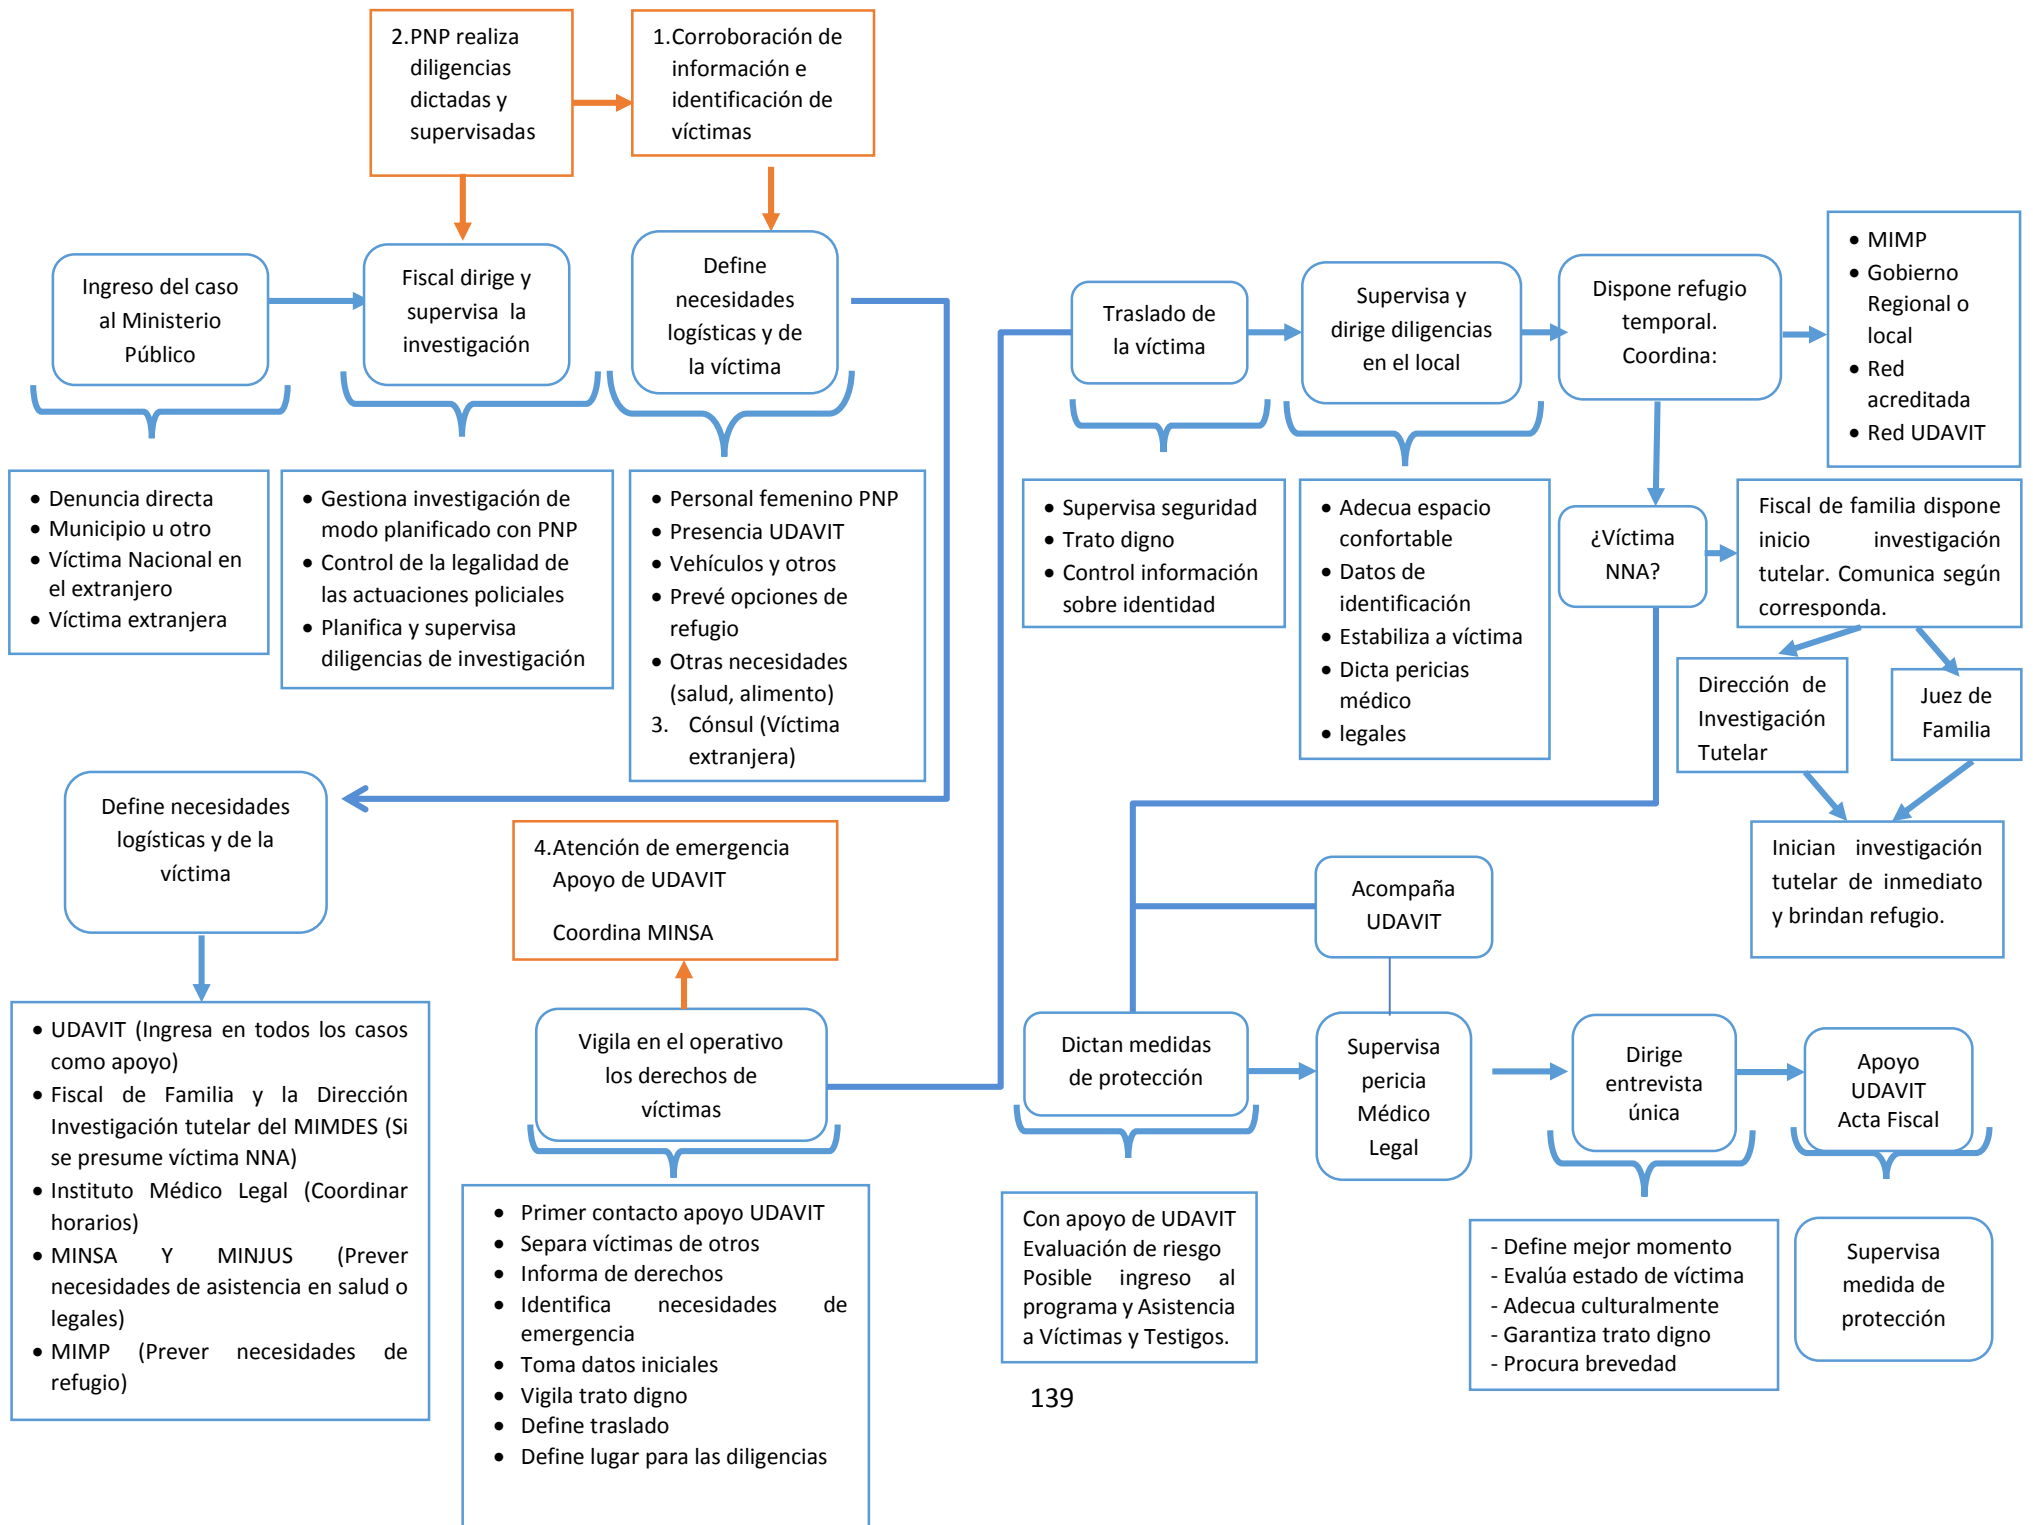 2.PNP realiza
diligencias
dictadas y
supervisadas
1.Corroboración de
información e
identificación de
víctimas
Ingreso del caso
al Ministerio
Público
Fiscal dirige y
supervisa la
investigación
Define
necesidades
logísticas y de
la víctima
Traslado de
la víctima
Supervisa y
dirige diligencias
en el local
Dispone refugio
temporal.
Coordina:
• MIMP
• Gobierno
Regional o
local
• Red
acreditada
• Red UDAVIT
• Denuncia directa
• Municipio u otro
• Víctima Nacional en
el extranjero
• Víctima extranjera
• Gestiona investigación de
modo planificado con PNP
• Control de la legalidad de
las actuaciones policiales
• Planifica y supervisa
diligencias de investigación
• Personal femenino PNP
• Presencia UDAVIT
• Vehículos y otros
• Prevé opciones de
refugio
• Otras necesidades
(salud, alimento)
3. Cónsul (Víctima
extranjera)
• Supervisa seguridad
• Trato digno
• Control información
sobre identidad
• Adecua espacio
confortable
• Datos de
identificación
• Estabiliza a víctima
• Dicta pericias
médico
• legales
¿Víctima
NNA?
Fiscal de familia dispone
inicio investigación
tutelar. Comunica según
corresponda.
Dirección de
Investigación
Tutelar
Juez de
Familia
Inician investigación
tutelar de inmediato
y brindan refugio.
Define necesidades
logísticas y de la
víctima
4.Atención de emergencia
Apoyo de UDAVIT
Coordina MINSA
Acompaña
UDAVIT
• UDAVIT (Ingresa en todos los casos
como apoyo)
• Fiscal de Familia y la Dirección
Investigación tutelar del MIMDES (Si
se presume víctima NNA)
• Instituto Médico Legal (Coordinar
horarios)
• MINSA Y MINJUS (Prever
necesidades de asistencia en salud o
legales)
• MIMP (Prever necesidades de
refugio)
Vigila en el operativo
los derechos de
víctimas
• Primer contacto apoyo UDAVIT
• Separa víctimas de otros
• Informa de derechos
• Identifica necesidades de
emergencia
• Toma datos iniciales
• Vigila trato digno
• Define traslado
• Define lugar para las diligencias
Dictan medidas
de protección
Supervisa
pericia
Médico
Legal
Dirige
entrevista
única
Apoyo
UDAVIT
Acta Fiscal
Con apoyo de UDAVIT
Evaluación de riesgo
Posible ingreso al
programa y Asistencia
a Víctimas y Testigos.
- Define mejor momento
- Evalúa estado de víctima
- Adecua culturalmente
- Garantiza trato digno
- Procura brevedad
Supervisa
medida de
protección
139